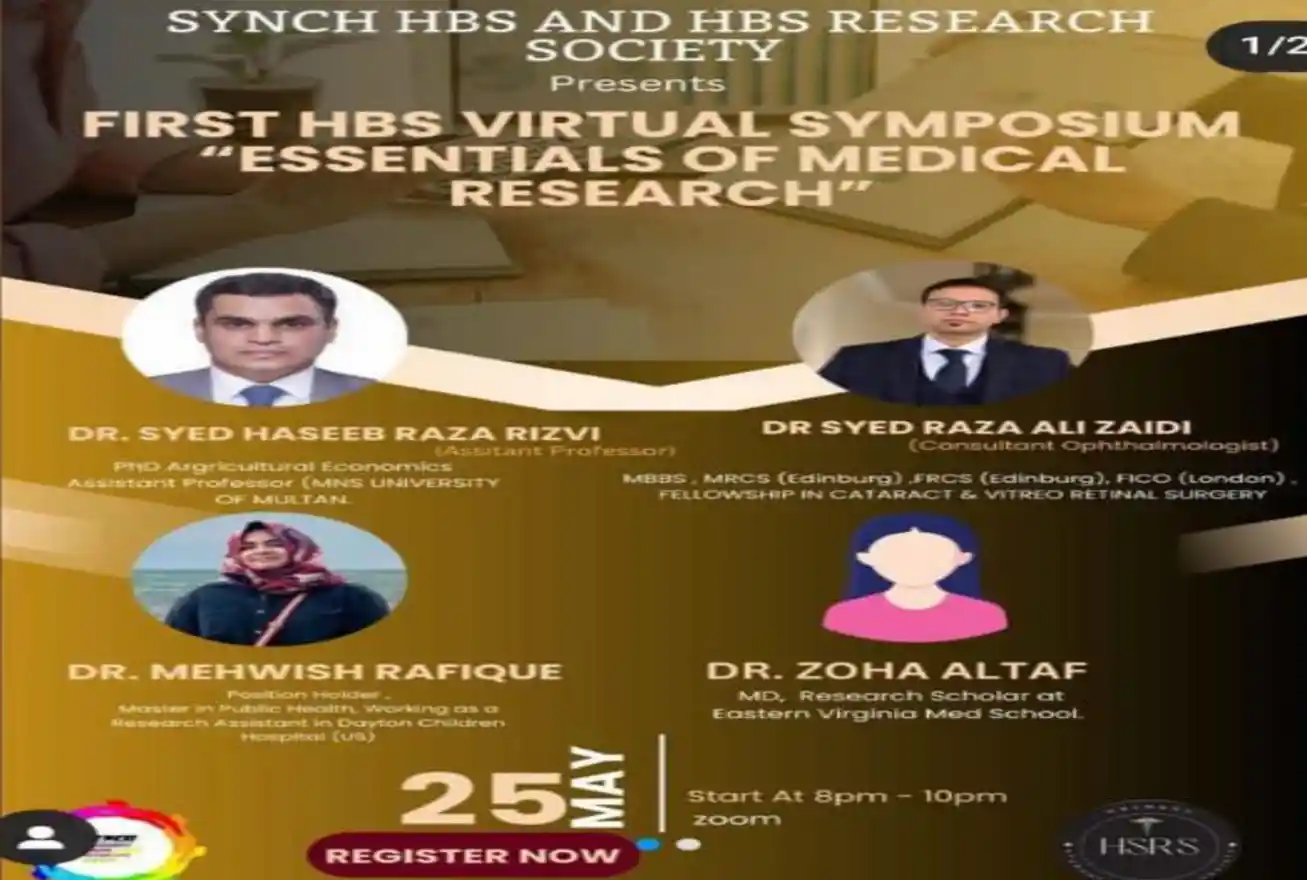 SYNCH HBS AND HBS RESEARCH
SOCIETY
1/2
Presents
FIRST HBS VIRTUAL SYMPOSIUM
“ESSENTIALS OF MEDICAL
RESEARCH”
DR. SYED HASEEB RAZA RIZVI
(Assitant Professor)
PhD Argricultural Economics
Assistant Professor (MNS UNIVERSITY
OF MULTAN.
DR SYED RAZA ALI ZAIDI
(Consultant Ophthalmologist)
MBBS , MRCS (Edinburg) ,FRCS (Edinburg), FICO (London) ,
FELLOWSHIP IN CATARACT & VITREO RETINAL SURGERY
DR. MEHWISH RAFIQUE
Position Holder ,
Master in Public Health, Working as a
Research Assistant in Dayton Children
Hospital (US)
DR. ZOHA ALTAF
MD, Research Scholar at
Eastern Virginia Med School.
25 MAY
Start At 8pm - 10pm
zoom
REGISTER NOW
HSRS